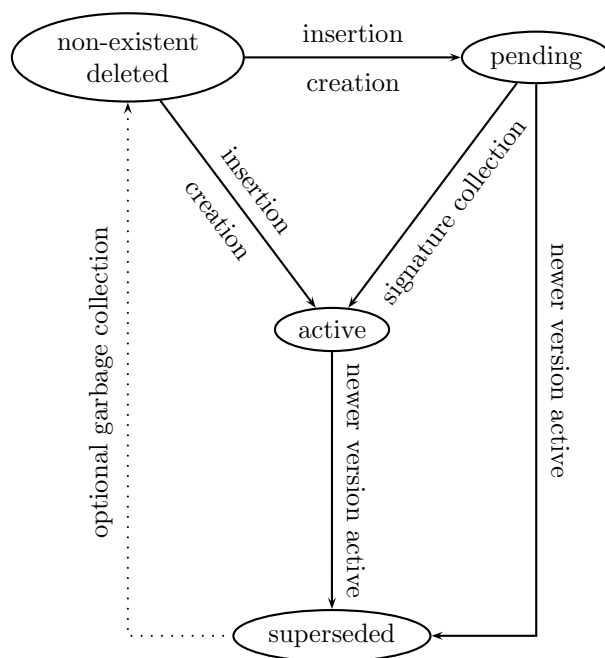 non-existent
deleted
insertion
creation
pending
insertion
creation
signature collection
active
newer version active
optional garbage collection
newer version active
superseded